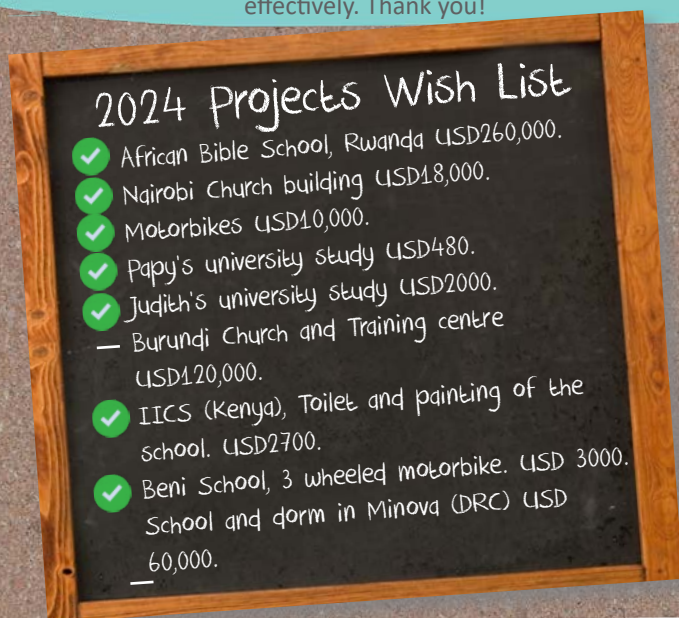 effectively. Thank you!
2024 Projects Wish List
African Bible School, Rwanda USD260,000.
Nairobi Church building USD18,000.
Motorbikes USD10,000.
Papy's university study USD480.
Judith's university study USD2000.
— Burundi Church and Training centre
USD120,000.
IICS (Kenya), Toilet and painting of the
school. USD2700.
Beni School, 3 wheeled motorbike. USD 3000.
School and dorm in Minova (DRC) USD
60,000.
—